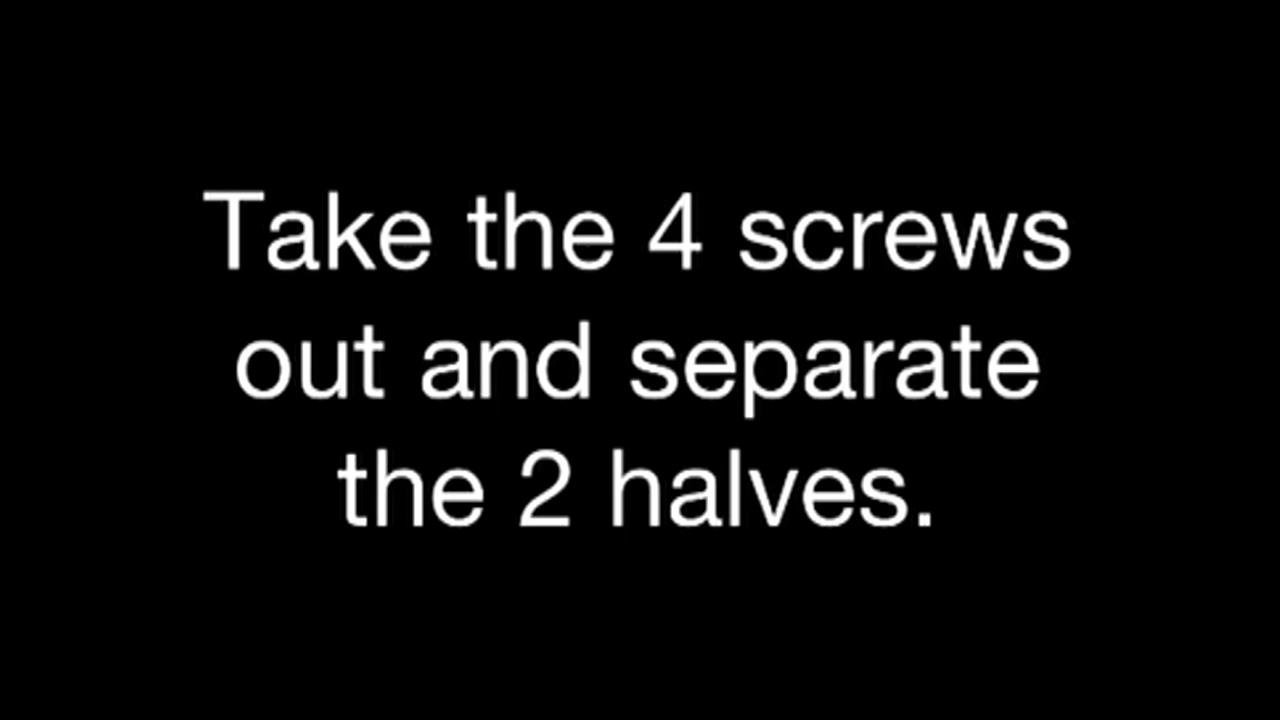 Take the 4 screws
out and separate
the 2 halves.